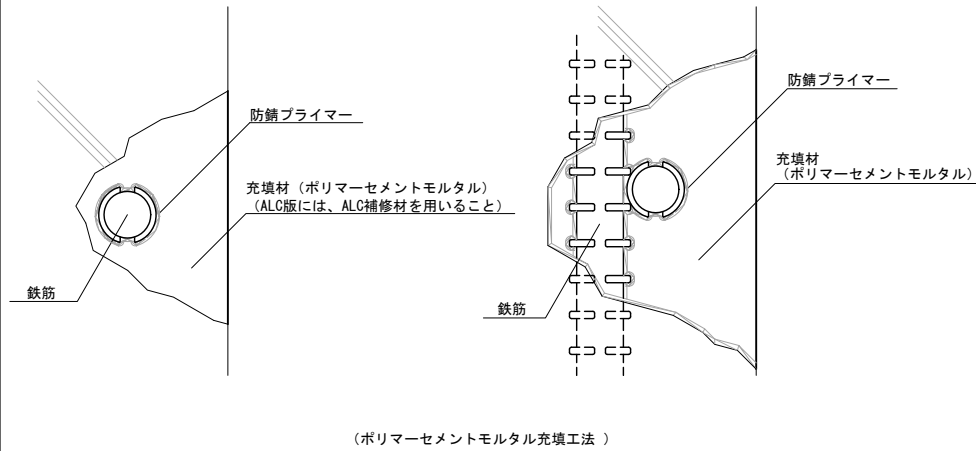 防錆プライマー
充填材（ポリマーセメントモルタル）
（ALC版には、ALC補修材を用いること）
鉄筋
防錆プライマー
充填材
（ポリマーセメントモルタル）
鉄筋
（ポリマーセメントモルタル充填工法 ）